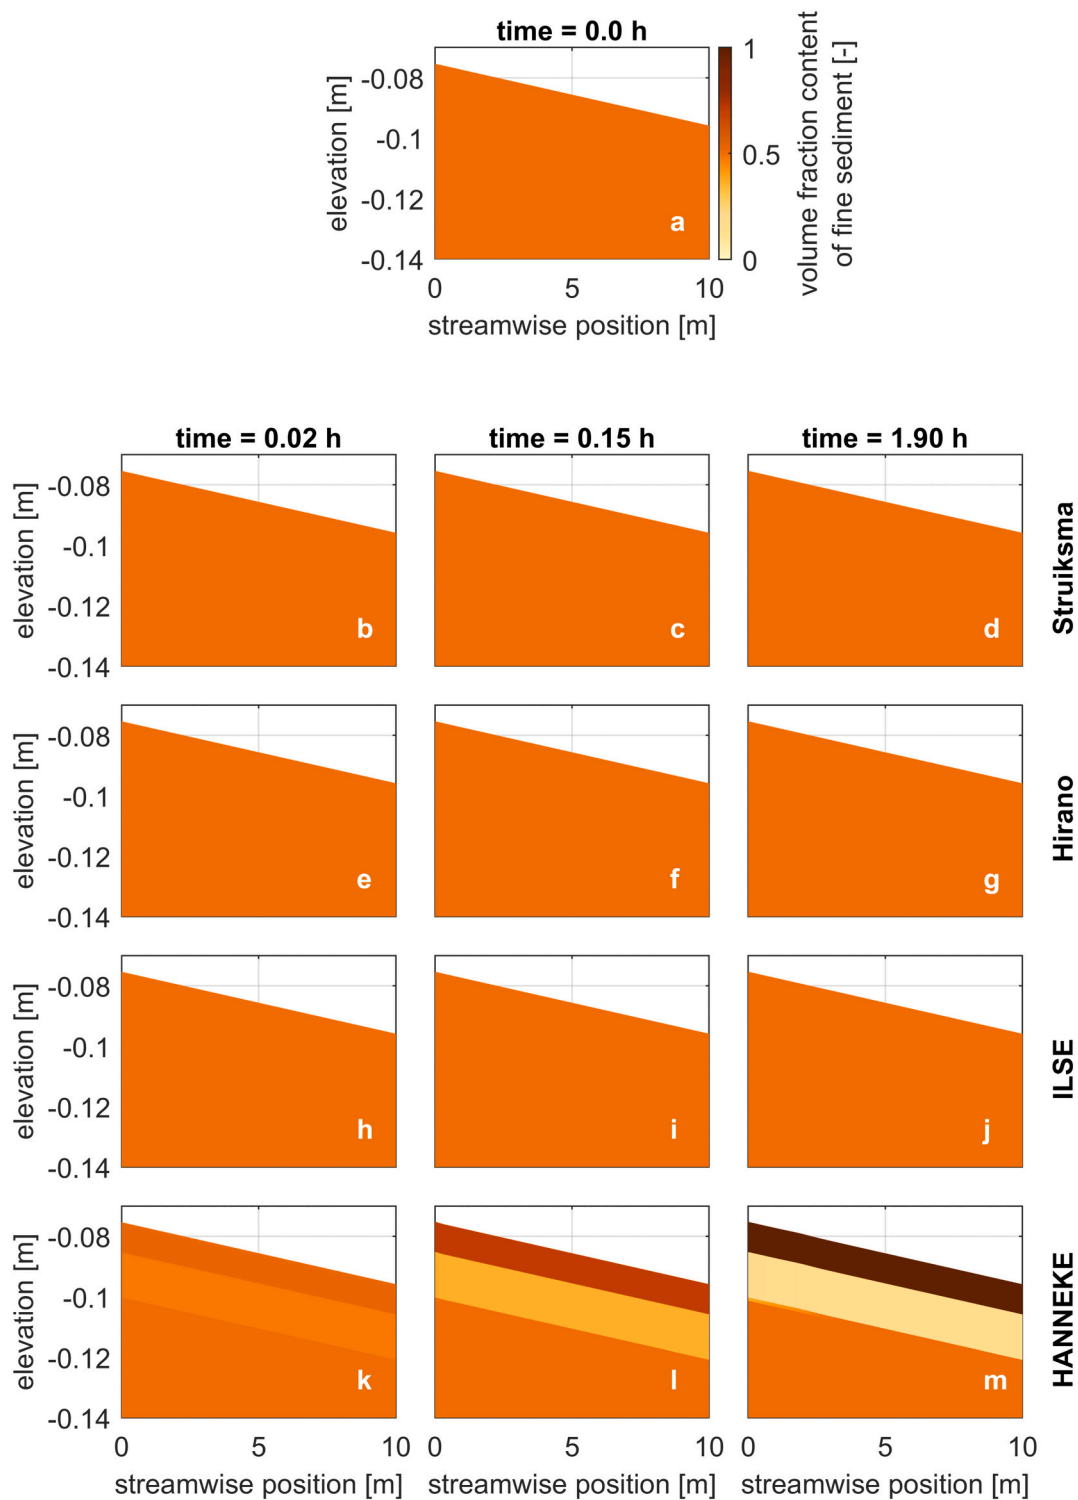 time = 0.0 h
elevation [m]
-0.08
-0.1
-0.12
-0.14
a
0
5
10
streamwise position [m]
1
0.5
0
volume fraction content
of fine sediment [-]
time = 0.02 h
time = 0.15 h
time = 1.90 h
elevation [m]
-0.08
-0.1
-0.12
-0.14
b
c
d
Struiksma
elevation [m]
-0.08
-0.1
-0.12
-0.14
e
f
g
Hirano
elevation [m]
-0.08
-0.1
-0.12
-0.14
h
i
j
ILSE
elevation [m]
-0.08
-0.1
-0.12
-0.14
k
l
m
HANNEKE
0
5
10
0
5
10
0
5
10
streamwise position [m]
streamwise position [m]
streamwise position [m]